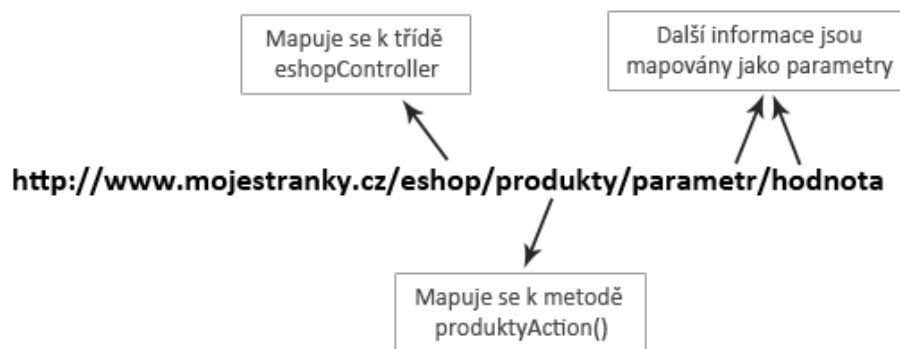 Mapuje se k třídě
eshopController
Další informace jsou
mapovány jako parametry
http://www.mojestranky.cz/eshop/produkty/parametr/hodnota
Mapuje se k metodě
produktyAction()